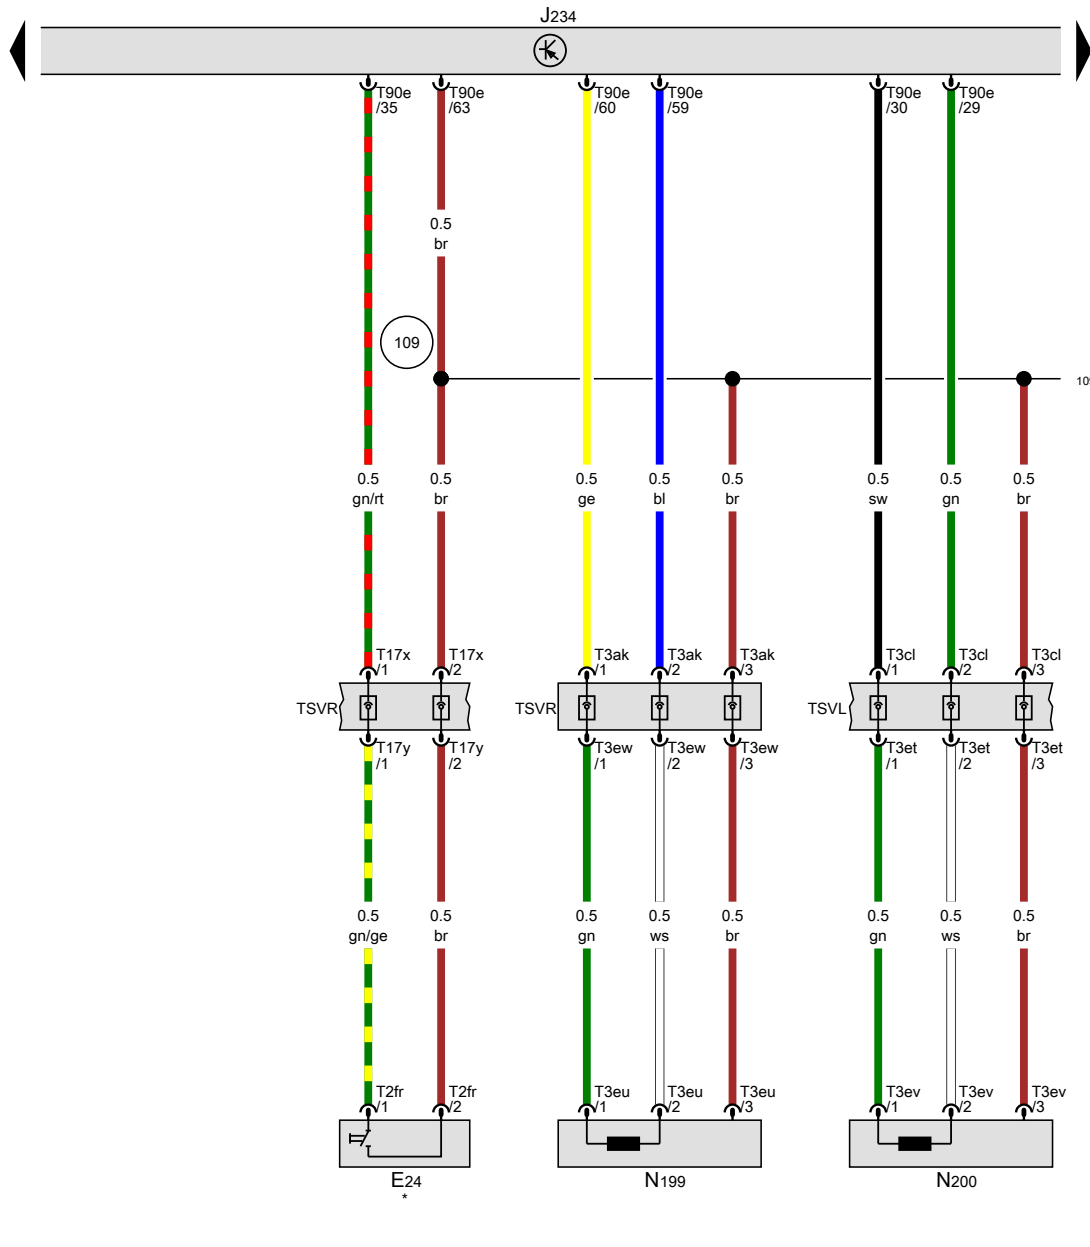 J234
T90e T90e T90e T90e T90e T90e
/35 /63 /60 /59 /30 /29
0.5
br
109
10
0.5 0.5 0.5 0.5 0.5 0.5 0.5 0.5
gn/rt br ge bl br sw gn br
T17x T17x T3ak T3ak T3ak T3cl T3cl T3cl
/1 /2 /1 /2 /3 /1 /2 /3
TSVR TSVR TSVL
T17y T17y T3ew T3ew T3ew T3et T3et T3et
/1 /2 /1 /2 /3 /1 /2 /3
0.5 0.5 0.5 0.5 0.5 0.5 0.5 0.5
gn/ge br gn ws br gn ws br
T2fr T2fr T3eu T3eu T3eu T3ev T3ev T3ev
/1 /2 /1 /2 /3 /1 /2 /3
E24 N199 N200
*